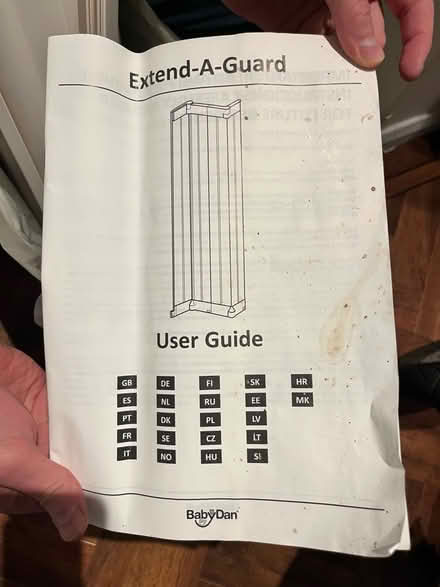 Extend-A-Guard
User Guide
GB DE FI SK HR
ES NL RU EE MK
PT DK PL LV
FR SE CZ LT
IT NO HU SI
BabyDan